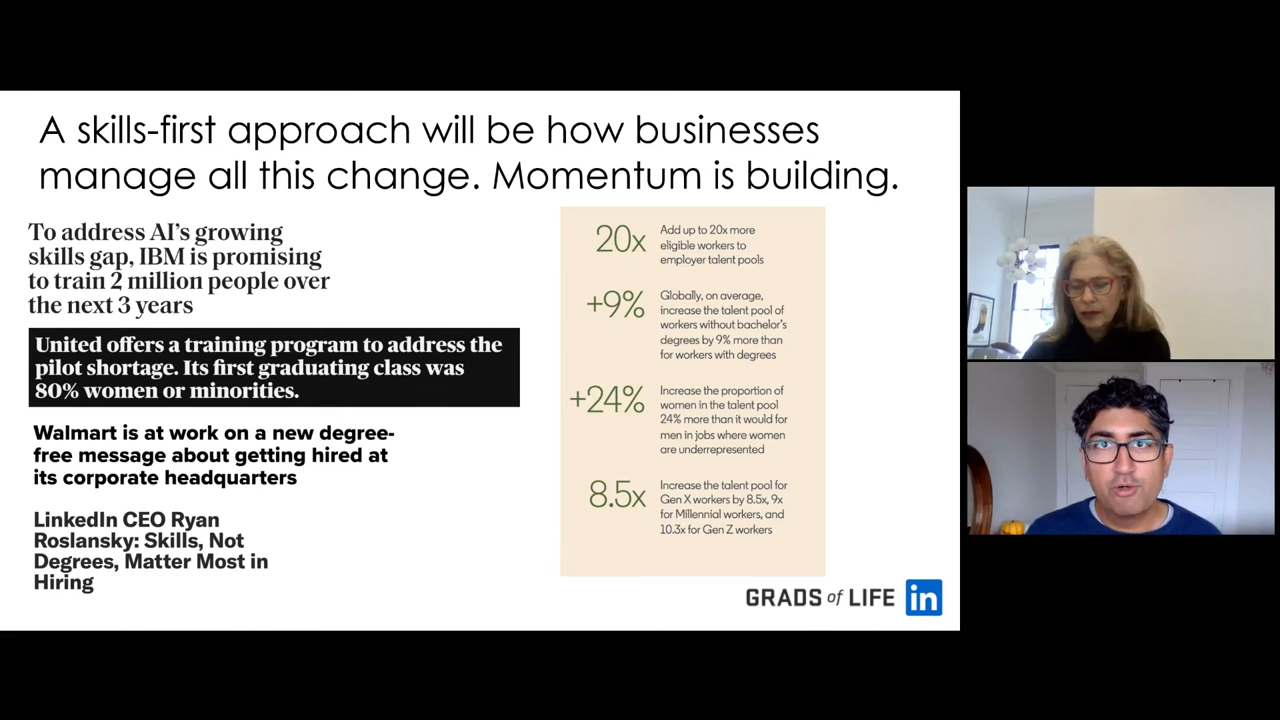 A skills-first approach will be how businesses
manage all this change. Momentum is building.
To address AI's growing
skills gap, IBM is promising
to train 2 million people over
the next 3 years
United offers a training program to address the
pilot shortage. Its first graduating class was
80% women or minorities.
Walmart is at work on a new degree-
free message about getting hired at
its corporate headquarters
LinkedIn CEO Ryan
Roslansky: Skills, Not
Degrees, Matter Most in
Hiring
20x
Add up to 20x more
eligible workers to
employer talent pools
+9%
Globally, on average,
increase the talent pool of
workers without bachelor's
degrees by 9% more than
for workers with degrees
+24%
Increase the proportion of
women in the talent pool
24% more than it would for
men in jobs where women
are underrepresented
8.5x
Increase the talent pool for
Gen X workers by 8.5x, 9x
for Millennial workers, and
10.3x for Gen Z workers
GRADS of LIFE in